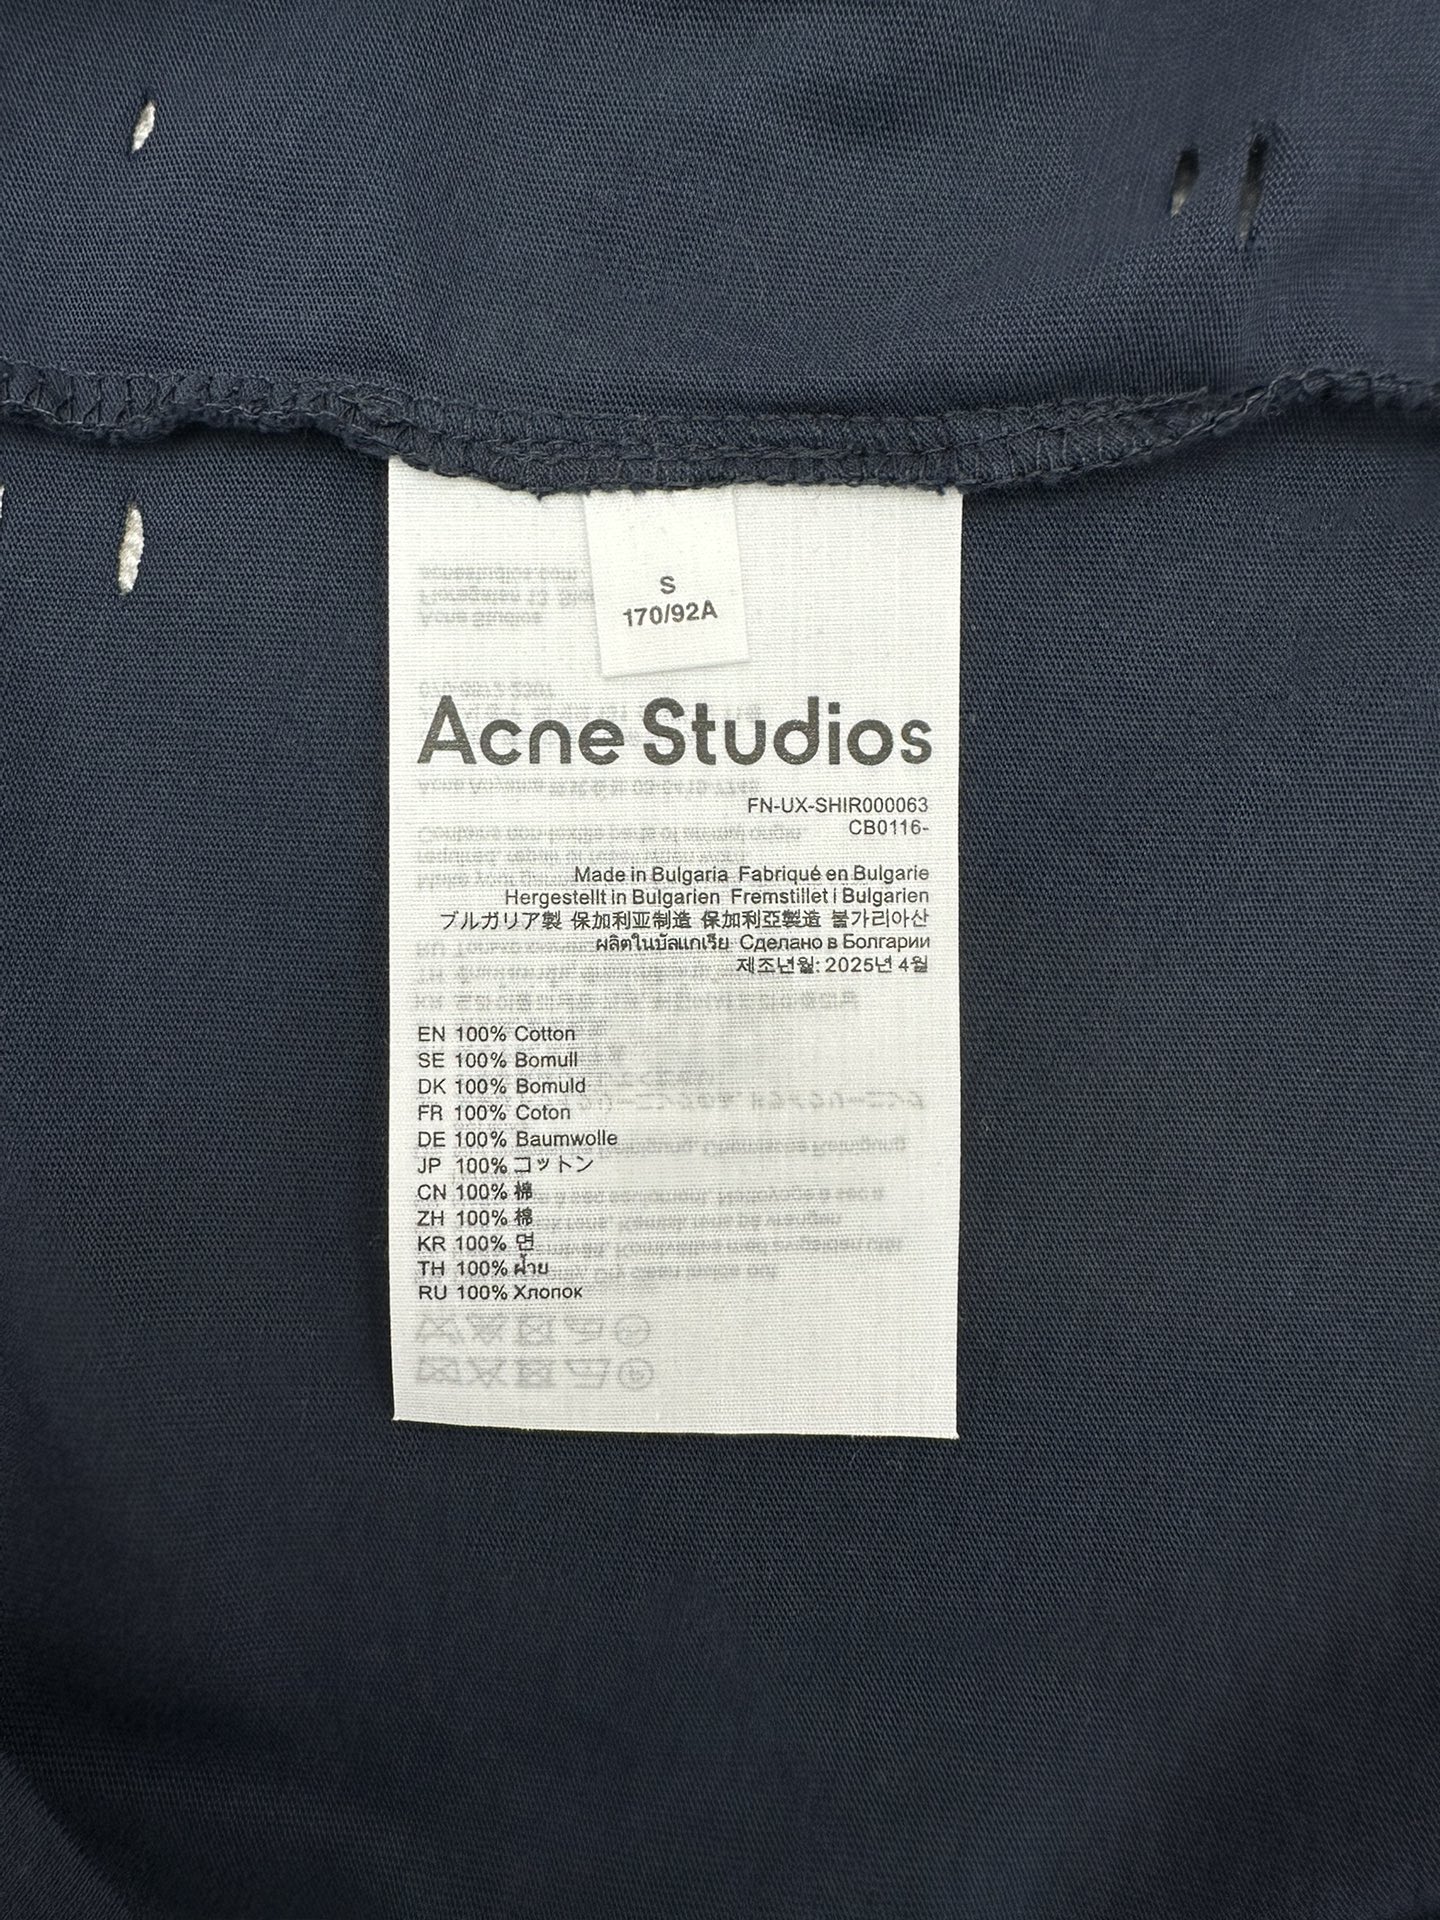 S
170/92A
Acne Studios
FN-UX-SHIR000063
CB0116-
Made in Bulgaria Fabriqué en Bulgarie
Hergestellt in Bulgarien Fremstillet i Bulgarien
ブルガリア製 保加利亚制造 保加利亞製造 불가리아산
ผลิตในบัลแกเรีย Сделано в Болгарии
제조년월: 2025년 4월
EN 100% Cotton
SE 100% Bomull
DK 100% Bomuld
FR 100% Coton
DE 100% Baumwolle
JP 100% コットン
CN 100% 棉
ZH 100% 棉
KR 100% 면
TH 100% ฝ้าย
RU 100% Хлопок